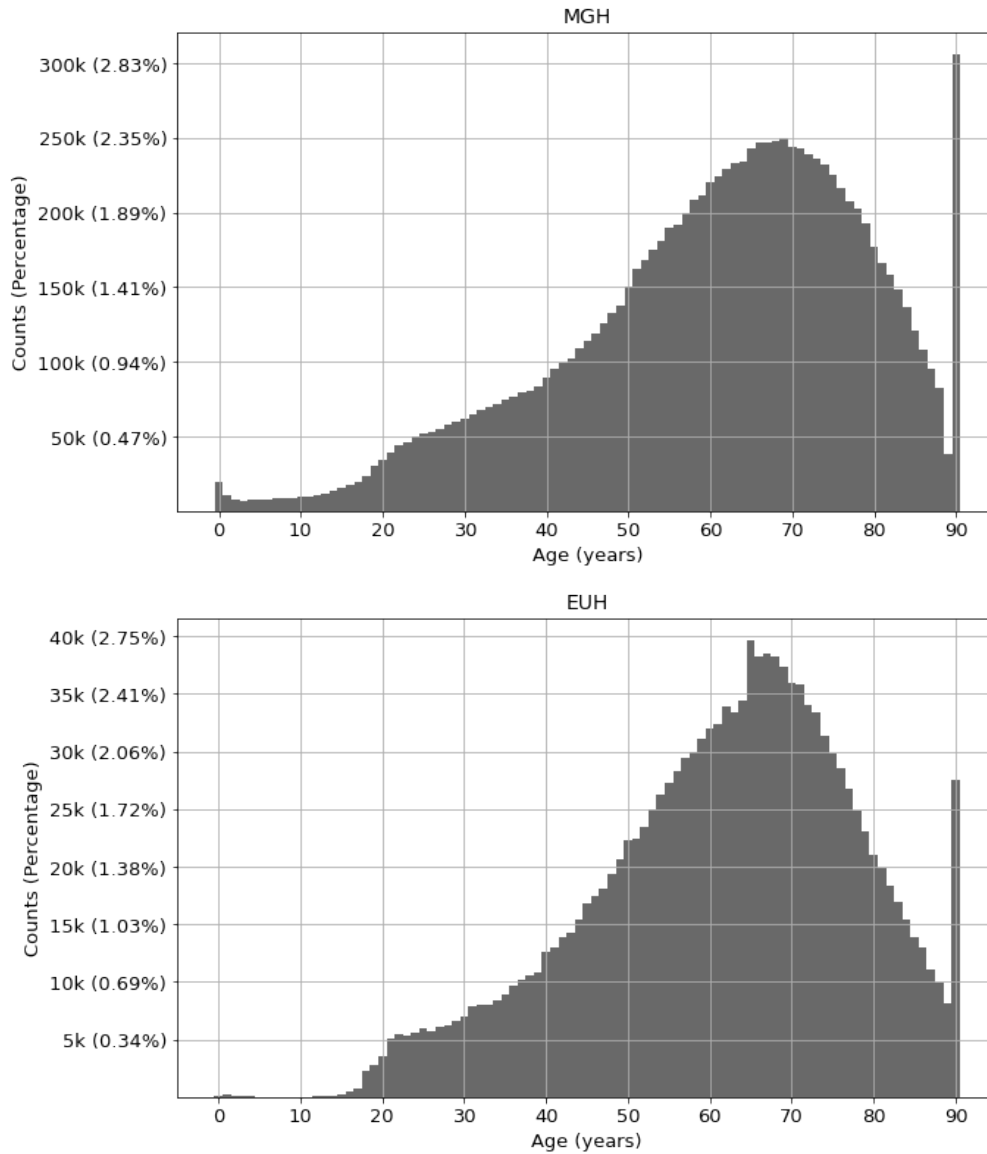 MGH
300k (2.83%)
250k (2.35%)
200k (1.89%)
150k (1.41%)
100k (0.94%)
50k (0.47%)
Counts (Percentage)
0 10 20 30 40 50 60 70 80 90
Age (years)
EUH
40k (2.75%)
35k (2.41%)
30k (2.06%)
25k (1.72%)
20k (1.38%)
15k (1.03%)
10k (0.69%)
5k (0.34%)
Counts (Percentage)
0 10 20 30 40 50 60 70 80 90
Age (years)